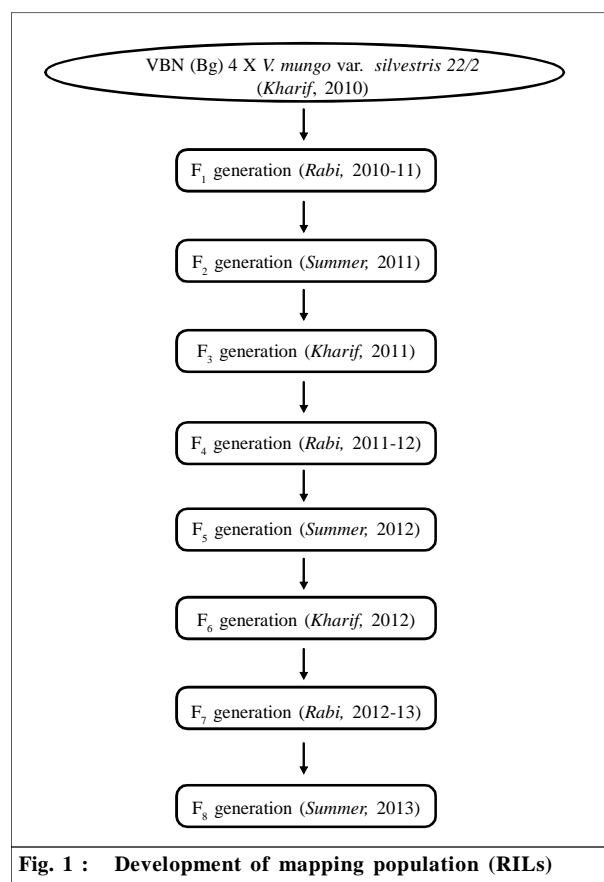 VBN (Bg) 4 X V. mungo var. silvestris 22/2
(Kharif, 2010)
F₁ generation (Rabi, 2010-11)
F₂ generation (Summer, 2011)
F₃ generation (Kharif, 2011)
F₄ generation (Rabi, 2011-12)
F₅ generation (Summer, 2012)
F₆ generation (Kharif, 2012)
F₇ generation (Rabi, 2012-13)
F₈ generation (Summer, 2013)
Fig. 1 : Development of mapping population (RILs)